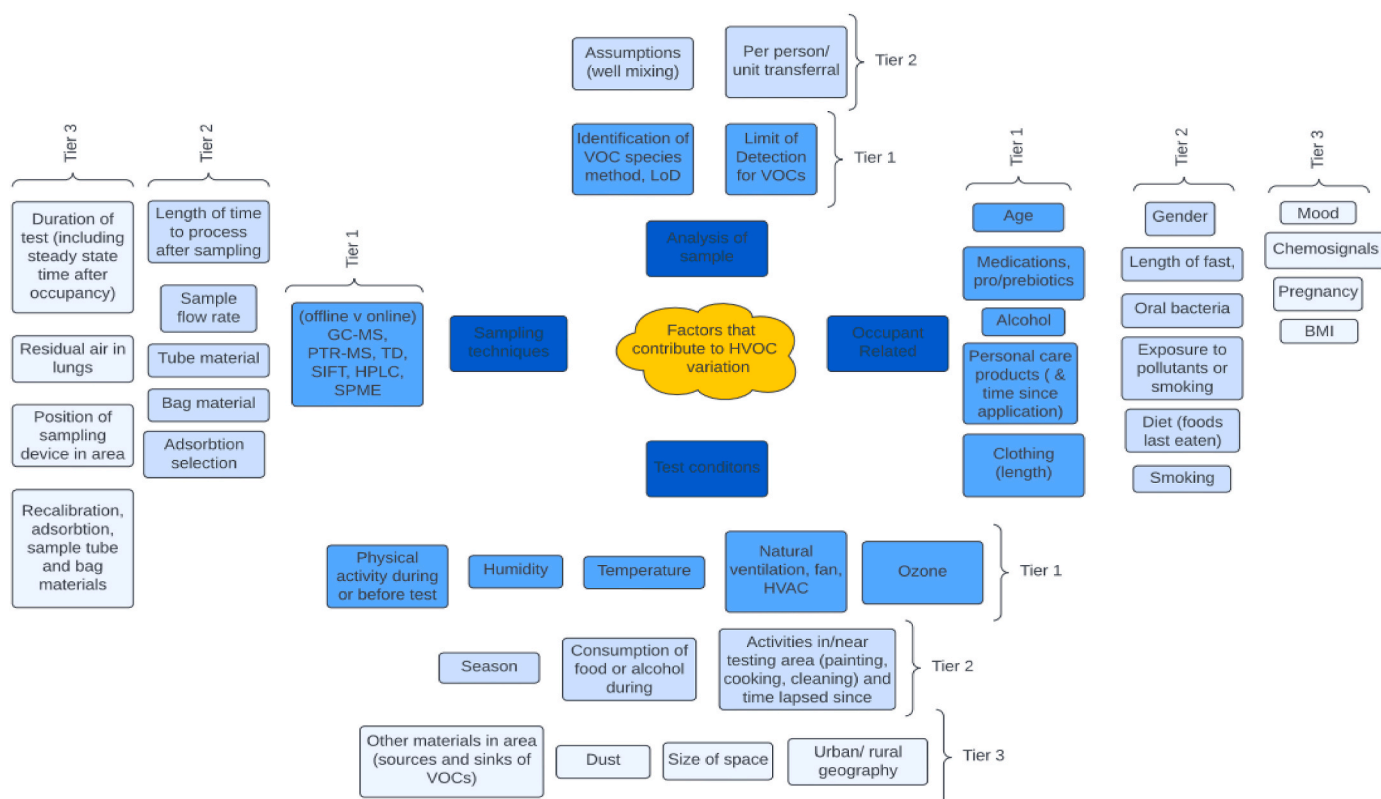 Assumptions
(well mixing)
Per person/
unit transferral
Tier 2
Identification of
VOC species
method, LoD
Limit of
Detection
for VOCs
Tier 1
Analysis of
sample
Tier 3
Duration of
test (including
steady state
time after
occupancy)
Residual air in
lungs
Position of
sampling
device in area
Recalibration,
adsorbtion,
sample tube
and bag
materials
Tier 2
Length of time
to process
after sampling
Sample
flow rate
Tube material
Bag material
Adsorbtion
selection
Tier 1
(offline v online)
GC-MS,
PTR-MS, TD,
SIFT, HPLC,
SPME
Sampling
techniques
Factors that
contribute to HVOC
variation
Occupant
Related
Tier 1
Age
Medications,
pro/prebiotics
Alcohol
Personal care
products ( &
time since
application)
Clothing
(length)
Tier 2
Gender
Length of fast,
Oral bacteria
Exposure to
pollutants or
smoking
Diet (foods
last eaten)
Smoking
Tier 3
Mood
Chemosignals
Pregnancy
BMI
Test conditons
Physical
activity during
or before test
Humidity
Temperature
Natural
ventilation, fan,
HVAC
Ozone
Tier 1
Season
Consumption of
food or alcohol
during
Activities in/near
testing area (painting,
cooking, cleaning) and
time lapsed since
Tier 2
Other materials in area
(sources and sinks of
VOCs)
Dust
Size of space
Urban/ rural
geography
Tier 3